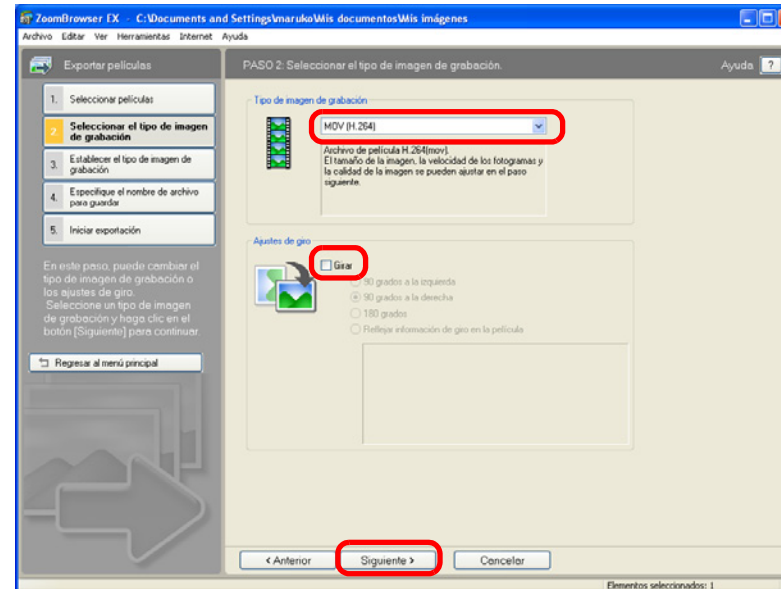 ZoomBrowser EX - C:\Documents and Settings\maruko\Mis documentos\Mis imágenes
Archivo Editar Ver Herramientas Internet Ayuda
Exportar películas
PASO 2: Seleccionar el tipo de imagen de grabación.
Ayuda ?
1. Seleccionar películas
2. Seleccionar el tipo de imagen
de grabación
3. Establecer el tipo de imagen de
grabación
4. Especifique el nombre de archivo
para guardar
5. Iniciar exportación
En este paso, puede cambiar el
tipo de imagen de grabación o
los ajustes de giro.
Seleccione un tipo de imagen
de grabación y haga clic en el
botón [Siguiente] para continuar.
Regresar al menú principal
Tipo de imagen de grabación
MOV (H.264)
Archivo de película H.264(mov).
El tamaño de la imagen, la velocidad de los fotogramas y
la calidad de la imagen se pueden ajustar en el paso
siguiente.
Ajustes de giro
Girar
90 grados a la izquierda
90 grados a la derecha
180 grados
Reflejar información de giro en la película
< Anterior
Siguiente >
Cancelar
Elementos seleccionados: 1